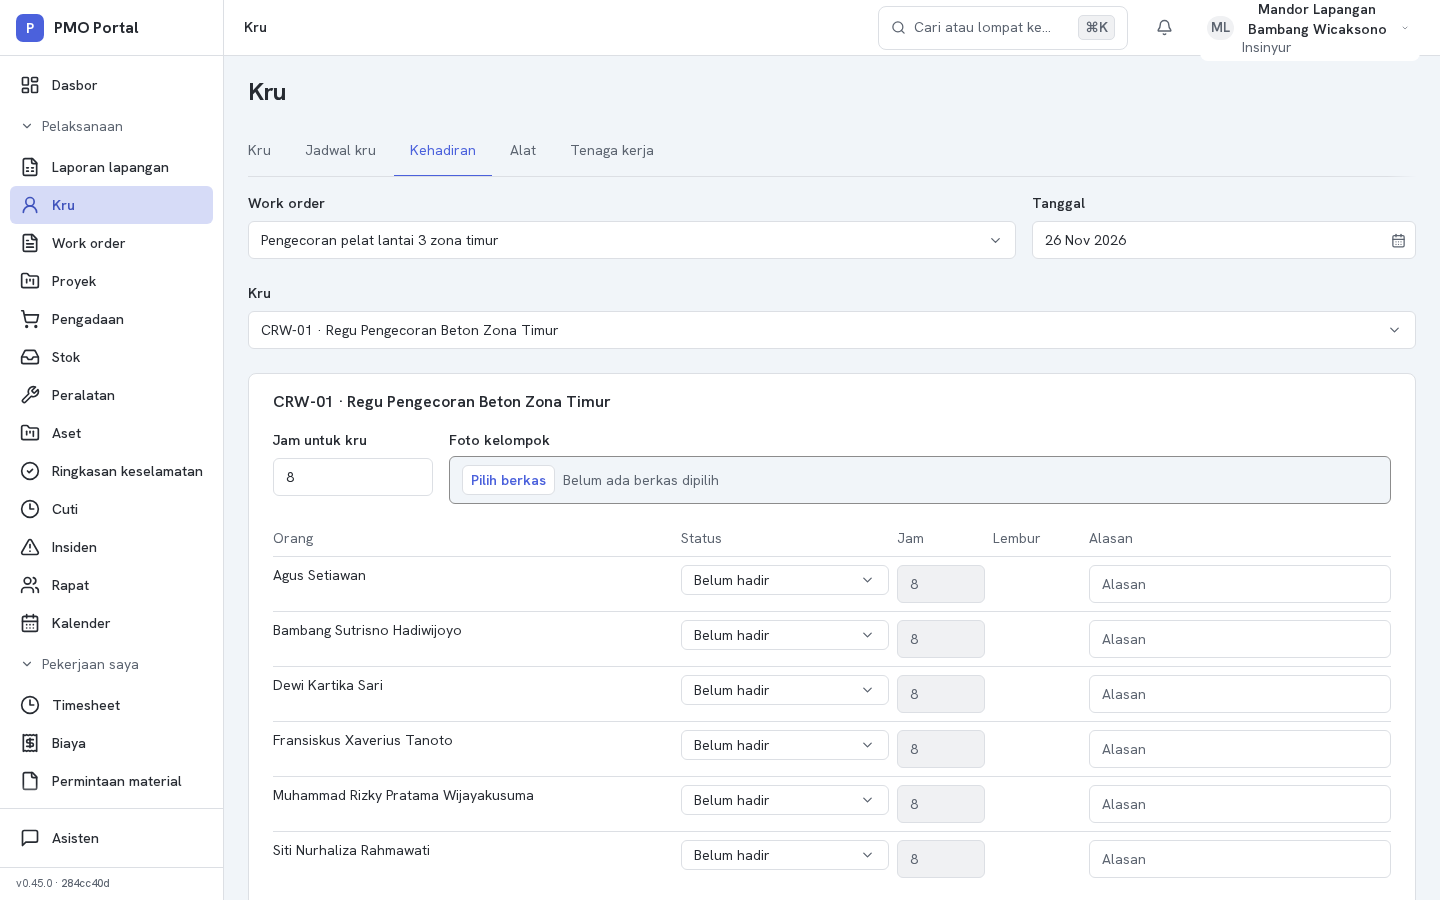 P PMO Portal
Kru
Cari atau lompat ke...
⌘K
ML
Mandor Lapangan
Bambang Wicaksono
Insinyur
Dasbor
Pelaksanaan
Laporan lapangan
Kru
Work order
Proyek
Pengadaan
Stok
Peralatan
Aset
Ringkasan keselamatan
Cuti
Insiden
Rapat
Kalender
Pekerjaan saya
Timesheet
Biaya
Permintaan material
Asisten
v0.45.0 · 284cc40d
Kru
Kru Jadwal kru Kehadiran Alat Tenaga kerja
Work order
Pengecoran pelat lantai 3 zona timur
Tanggal
26 Nov 2026
Kru
CRW-01 · Regu Pengecoran Beton Zona Timur
CRW-01 · Regu Pengecoran Beton Zona Timur
Jam untuk kru
8
Foto kelompok
Pilih berkas Belum ada berkas dipilih
Orang Status Jam Lembur Alasan
Agus Setiawan Belum hadir 8 Alasan
Bambang Sutrisno Hadiwijoyo Belum hadir 8 Alasan
Dewi Kartika Sari Belum hadir 8 Alasan
Fransiskus Xaverius Tanoto Belum hadir 8 Alasan
Muhammad Rizky Pratama Wijayakusuma Belum hadir 8 Alasan
Siti Nurhaliza Rahmawati Belum hadir 8 Alasan